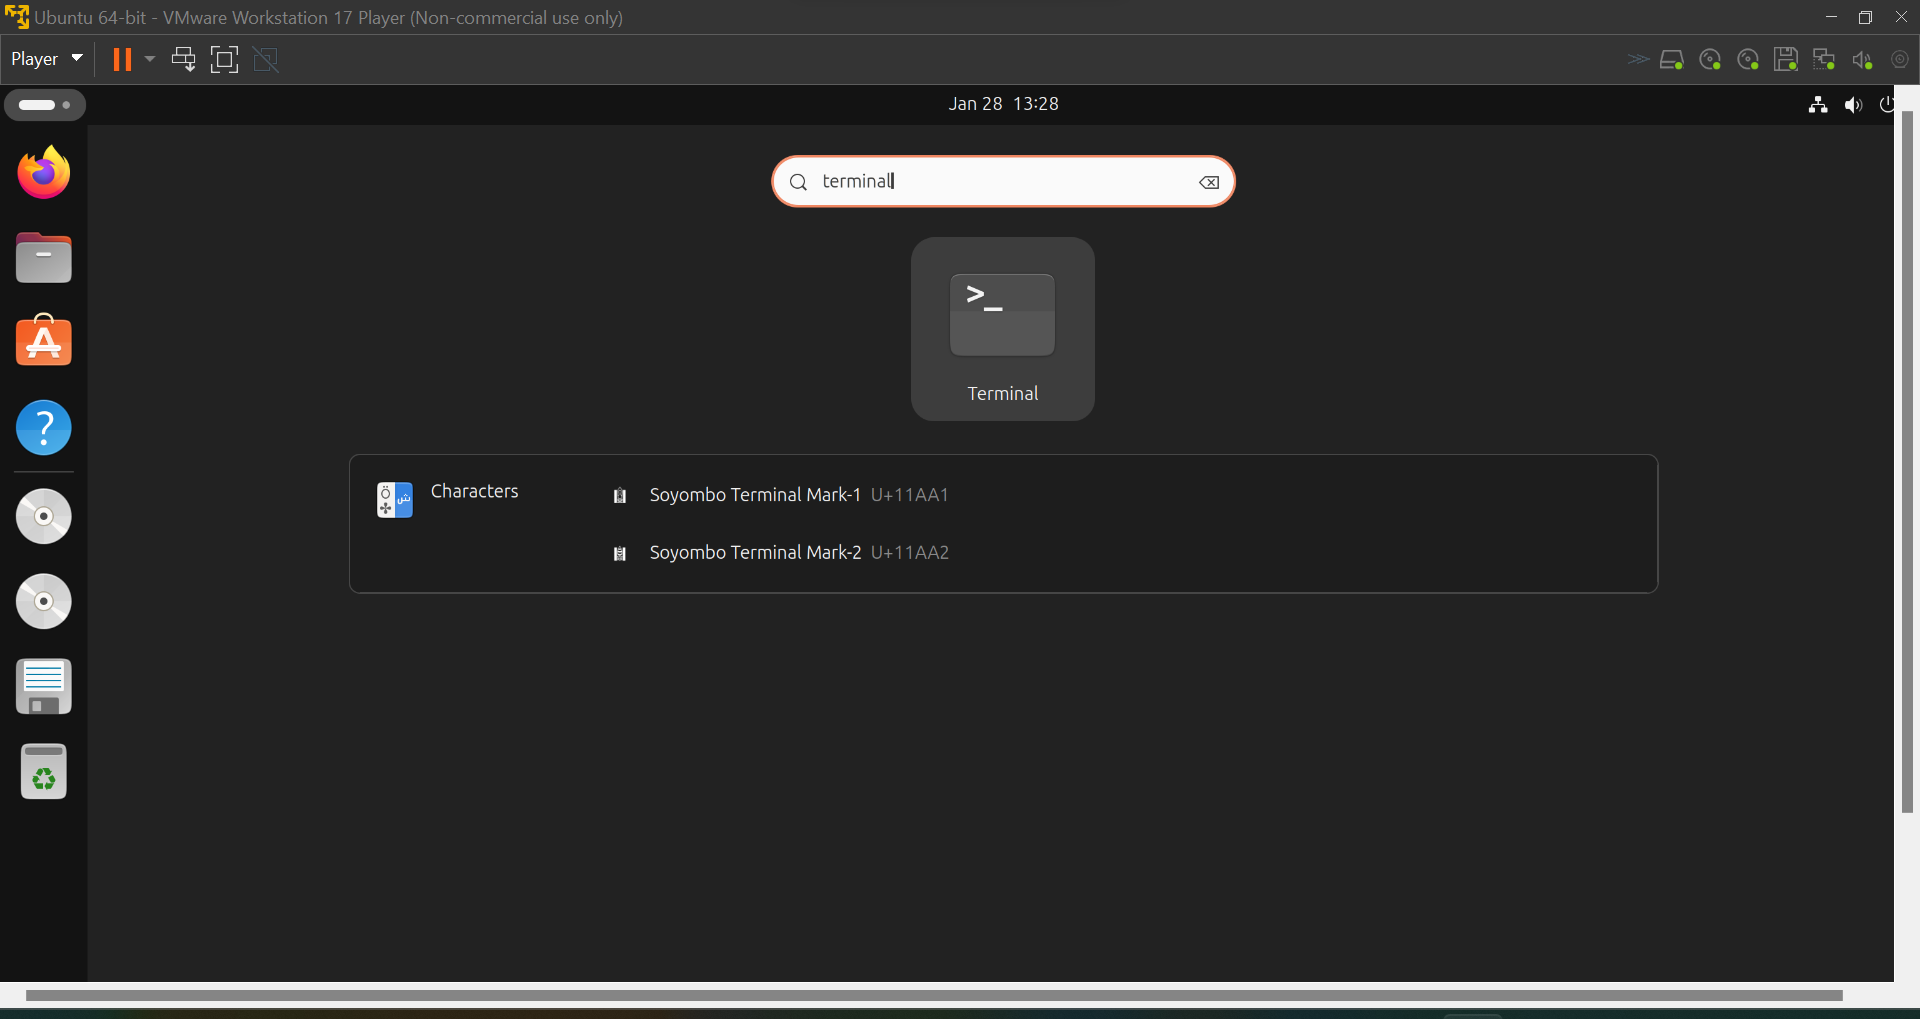 Ubuntu 64-bit - VMware Workstation 17 Player (Non-commercial use only)
Player
Jan 28 13:28
terminal
>_
Terminal
Characters
Soyombo Terminal Mark-1 U+11AA1
Soyombo Terminal Mark-2 U+11AA2